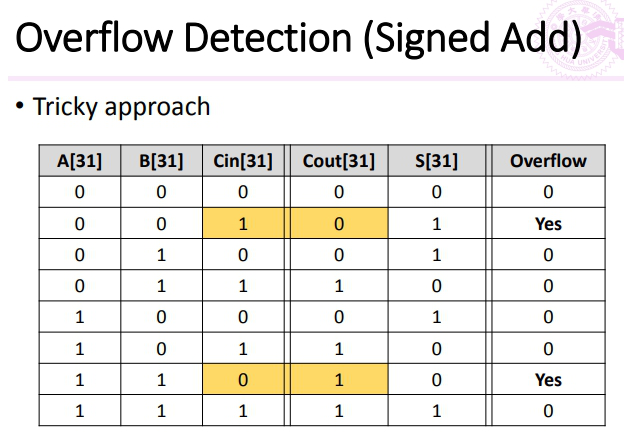 Overflow Detection (Signed Add)
• Tricky approach
A[31] B[31] Cin[31] Cout[31] S[31] Overflow
0 0 0 0 0 0
0 0 1 0 1 Yes
0 1 0 0 1 0
0 1 1 1 0 0
1 0 0 0 1 0
1 0 1 1 0 0
1 1 0 1 0 Yes
1 1 1 1 1 0